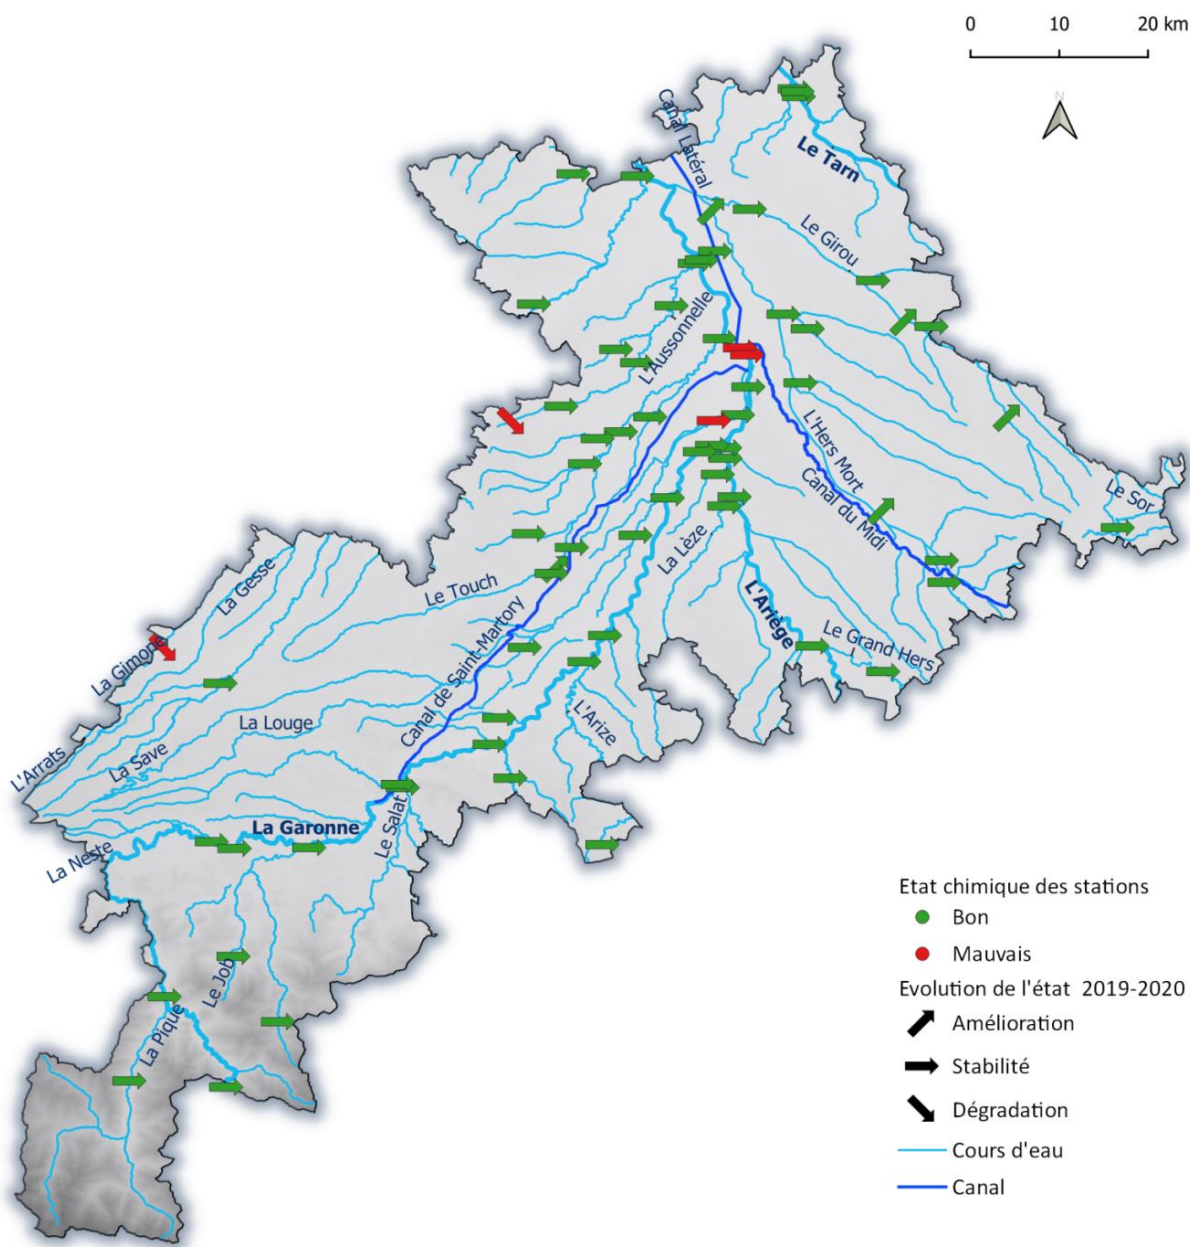 0 10 20 km
N
Canal Latéral
Le Tarn
Le Girou
L'Aussonnelle
L'Hers Mort
Canal du Midi
Le Sor
La Lèze
La Gesse
Le Touch
L'Ariège
Le Grand Hers
La Gimone
Canal de Saint-Martory
La Louge
L'Arize
L'Arrats
La Save
La Garonne
Le Salat
La Neste
Le Job
La Pique
Etat chimique des stations
Bon
Mauvais
Evolution de l'état 2019-2020
Amélioration
Stabilité
Dégradation
Cours d'eau
Canal